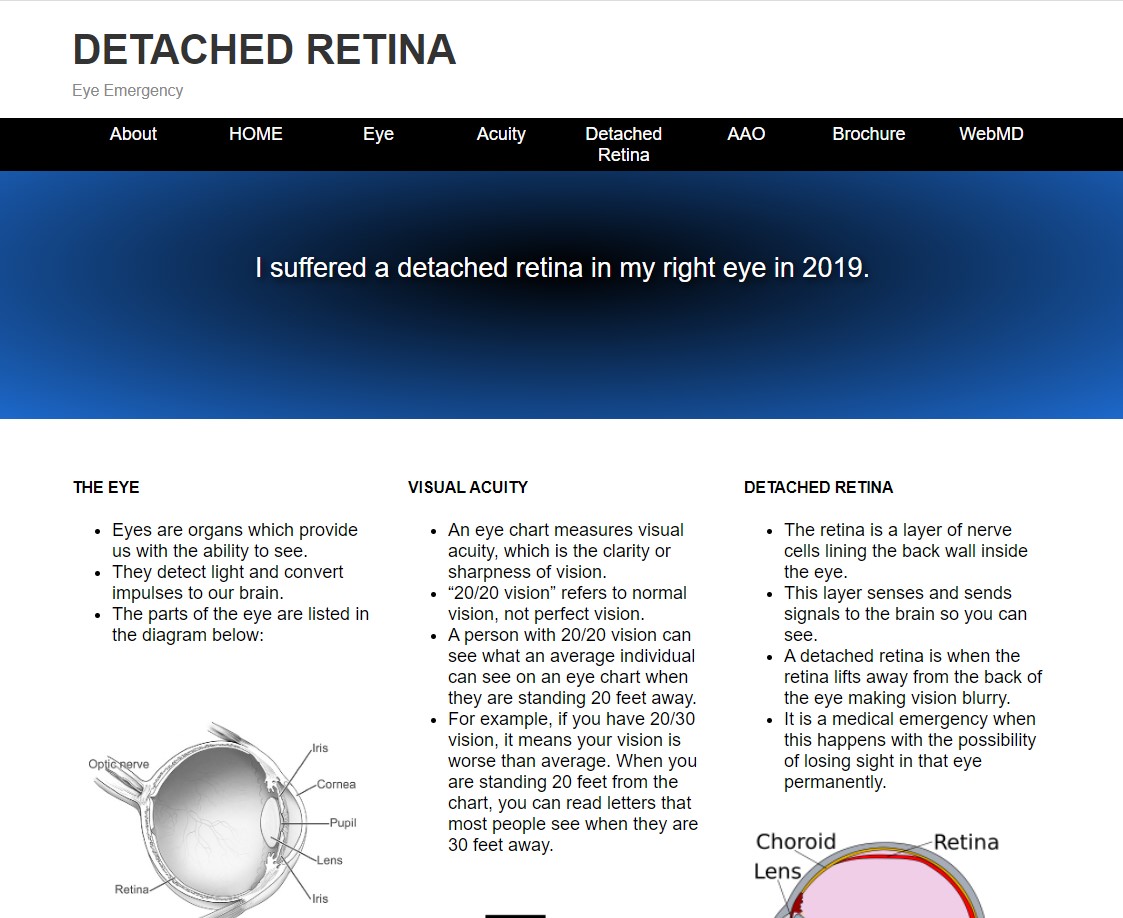 DETACHED RETINA
Eye Emergency
About
HOME
Eye
Acuity
Detached
Retina
AAO
Brochure
WebMD
I suffered a detached retina in my right eye in 2019.
THE EYE
• Eyes are organs which provide
us with the ability to see.
• They detect light and convert
impulses to our brain.
• The parts of the eye are listed in
the diagram below:
Iris
Optic nerve
Cornea
Pupil
Lens
Retina
Iris
VISUAL ACUITY
• An eye chart measures visual
acuity, which is the clarity or
sharpness of vision.
• “20/20 vision” refers to normal
vision, not perfect vision.
• A person with 20/20 vision can
see what an average individual
can see on an eye chart when
they are standing 20 feet away.
• For example, if you have 20/30
vision, it means your vision is
worse than average. When you
are standing 20 feet from the
chart, you can read letters that
most people see when they are
30 feet away.
DETACHED RETINA
• The retina is a layer of nerve
cells lining the back wall inside
the eye.
• This layer senses and sends
signals to the brain so you can
see.
• A detached retina is when the
retina lifts away from the back of
the eye making vision blurry.
• It is a medical emergency when
this happens with the possibility
of losing sight in that eye
permanently.
Choroid
Retina
Lens